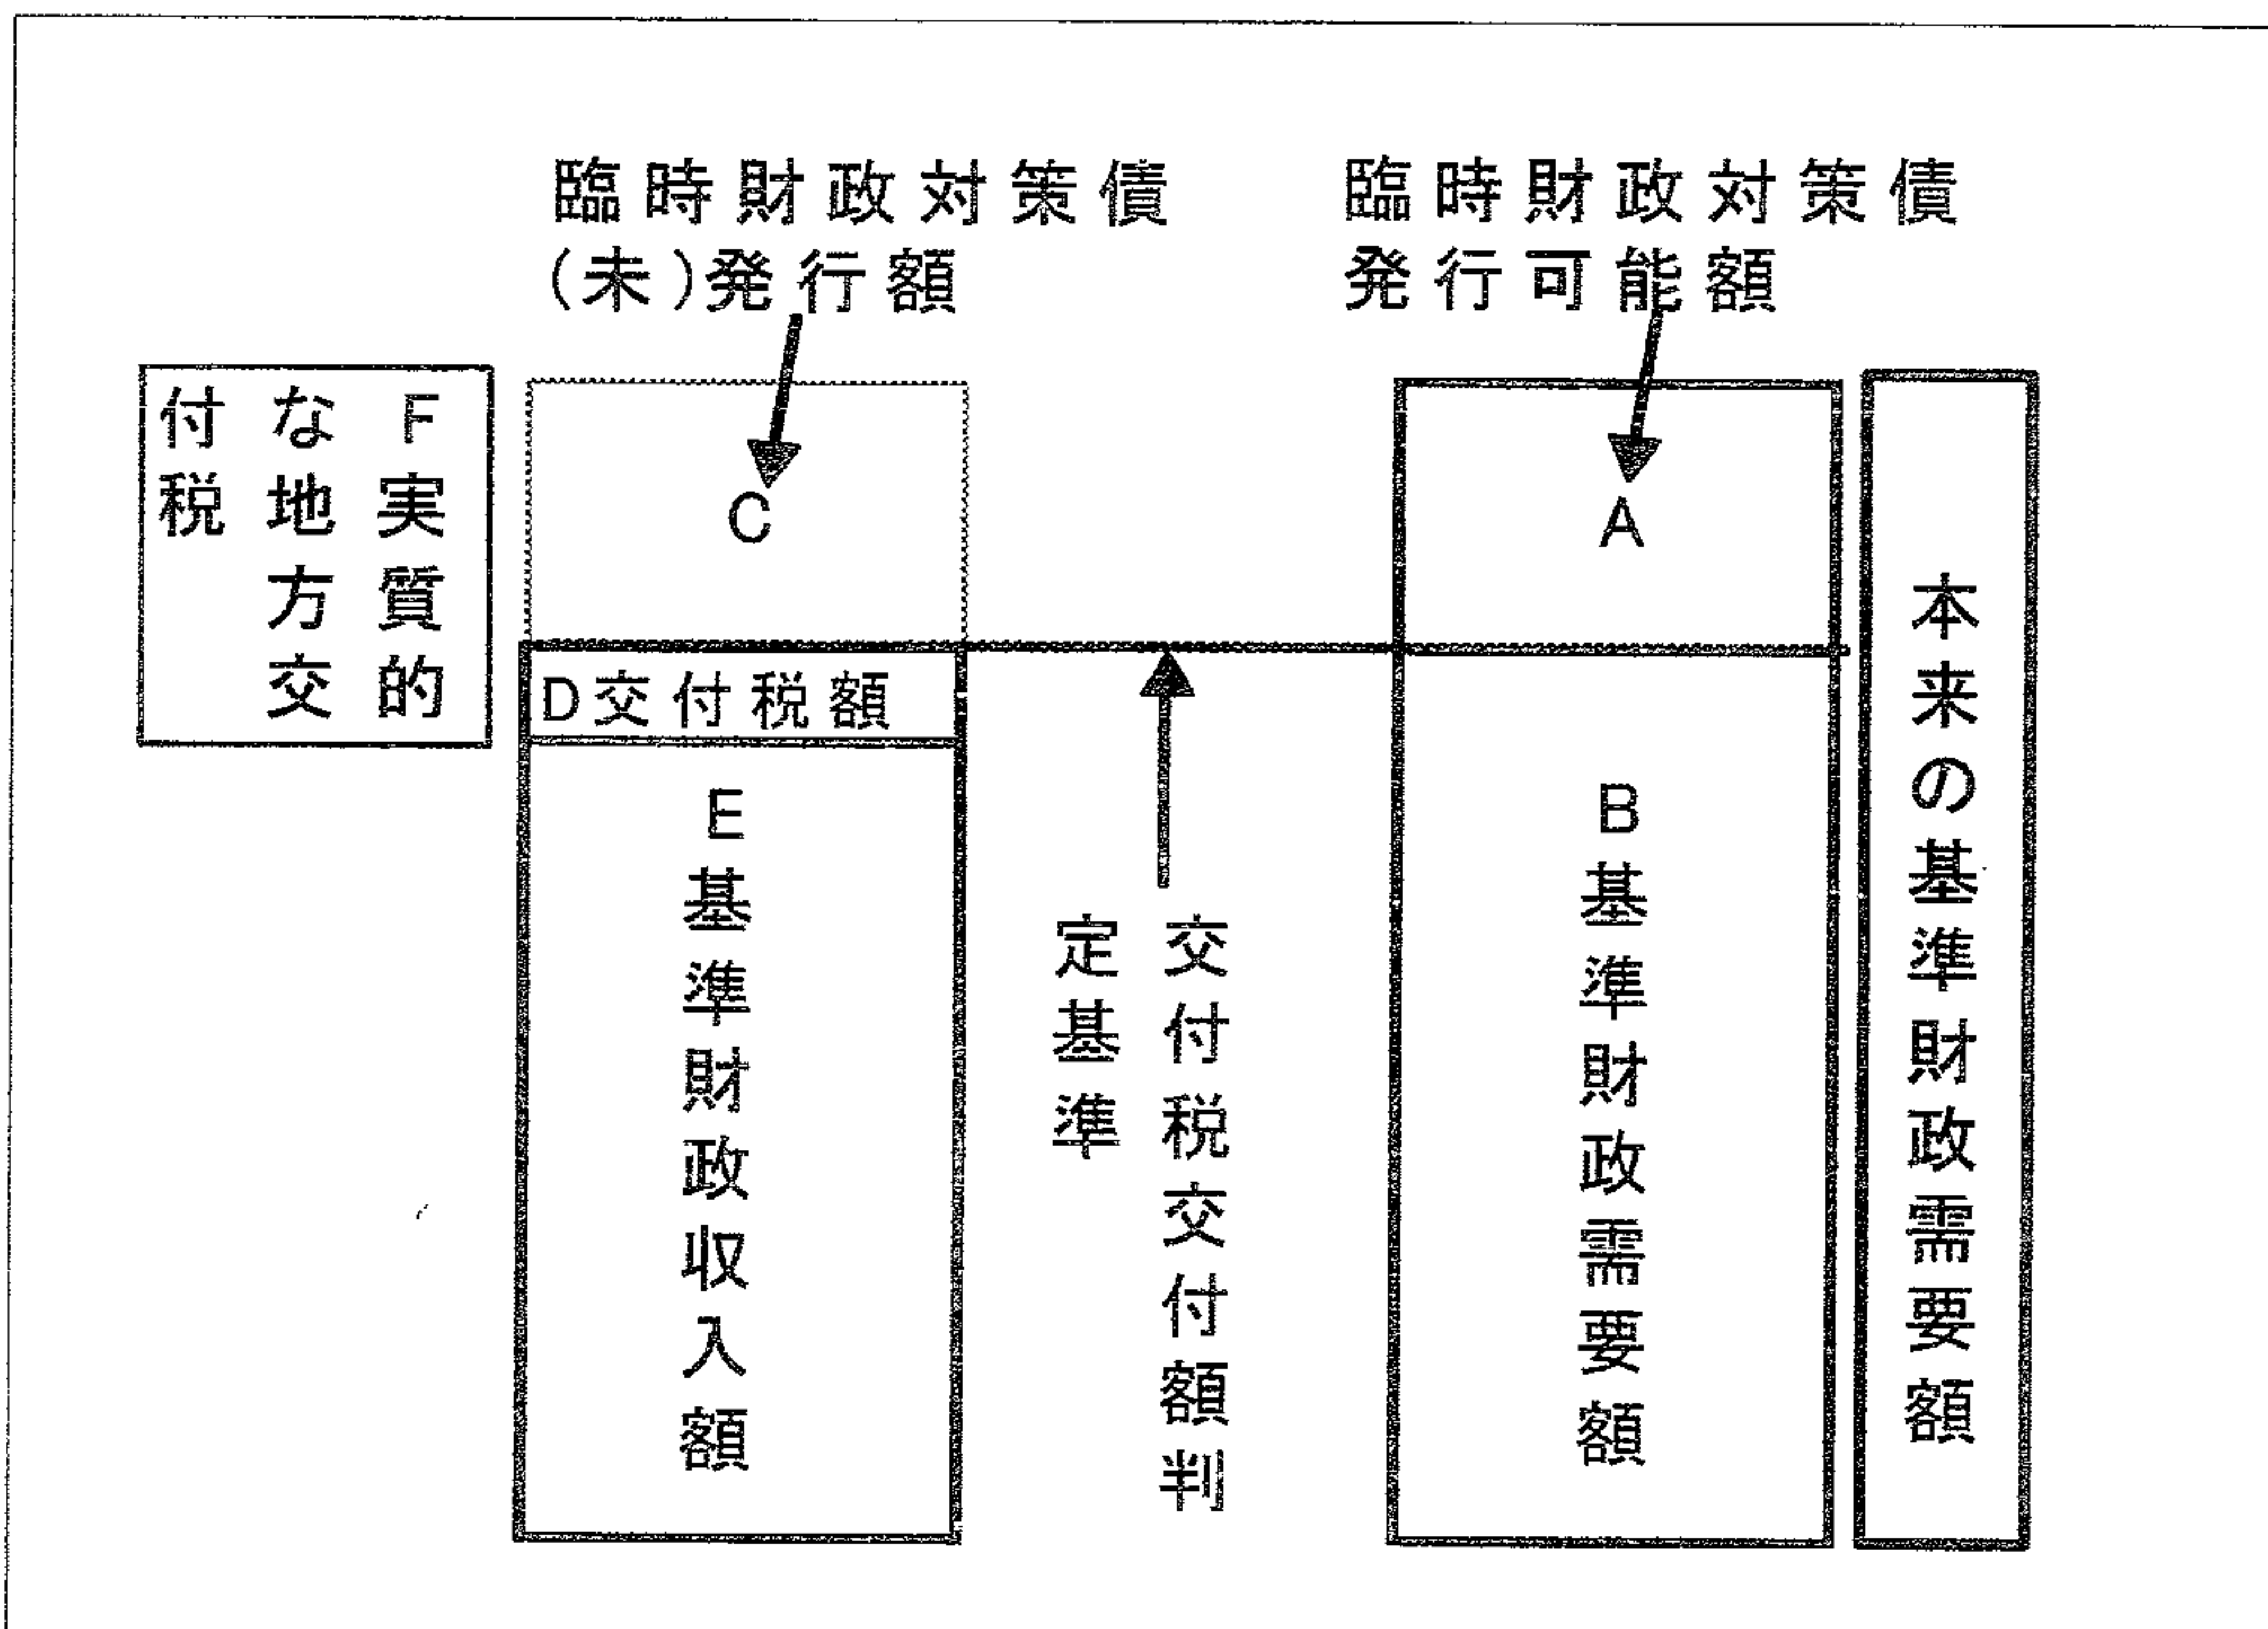 臨時財政対策債
(未)発行額
臨時財政対策債
発行可能額
F実質的
な地方交
付税
C
A
D交付税額
E基準財政収入額
交付税交付額判
定基準
B基準財政需要額
本来の基準財政需要額